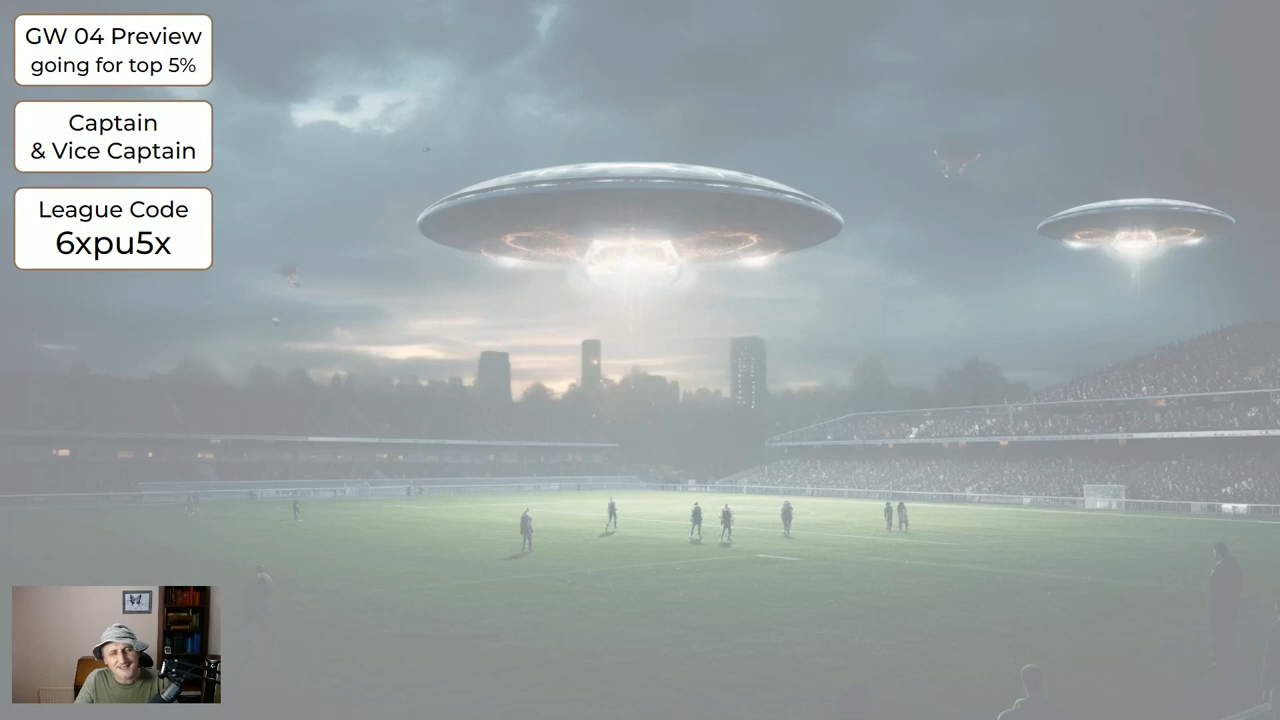 GW 04 Preview
going for top 5%
Captain
& Vice Captain
League Code
6xpu5x